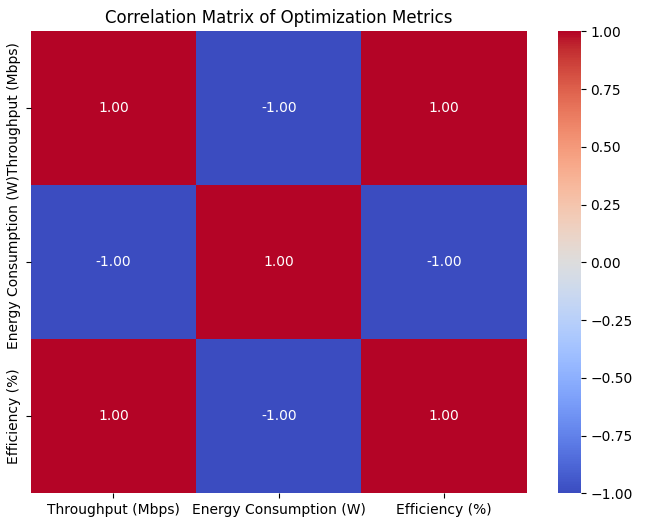 Correlation Matrix of Optimization Metrics
Throughput (Mbps)
1.00 -1.00 1.00
Energy Consumption (W)
-1.00 1.00 -1.00
Efficiency (%)
1.00 -1.00 1.00
Throughput (Mbps) Energy Consumption (W) Efficiency (%)
1.00
0.75
0.50
0.25
0.00
−0.25
−0.50
−0.75
−1.00